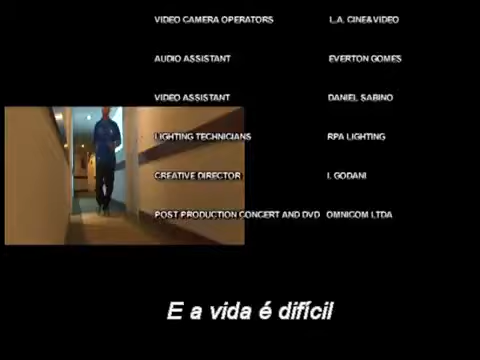 VIDEO CAMERA OPERATORS L.A. CINE&VIDEO
AUDIO ASSISTANT EVERTON GOMES
VIDEO ASSISTANT DANIEL SABINO
LIGHTING TECHNICIANS RPA LIGHTING
CREATIVE DIRECTOR I. GODANI
POST PRODUCTION CONCERT AND DVD OMNICOM LTDA
E a vida é difícil